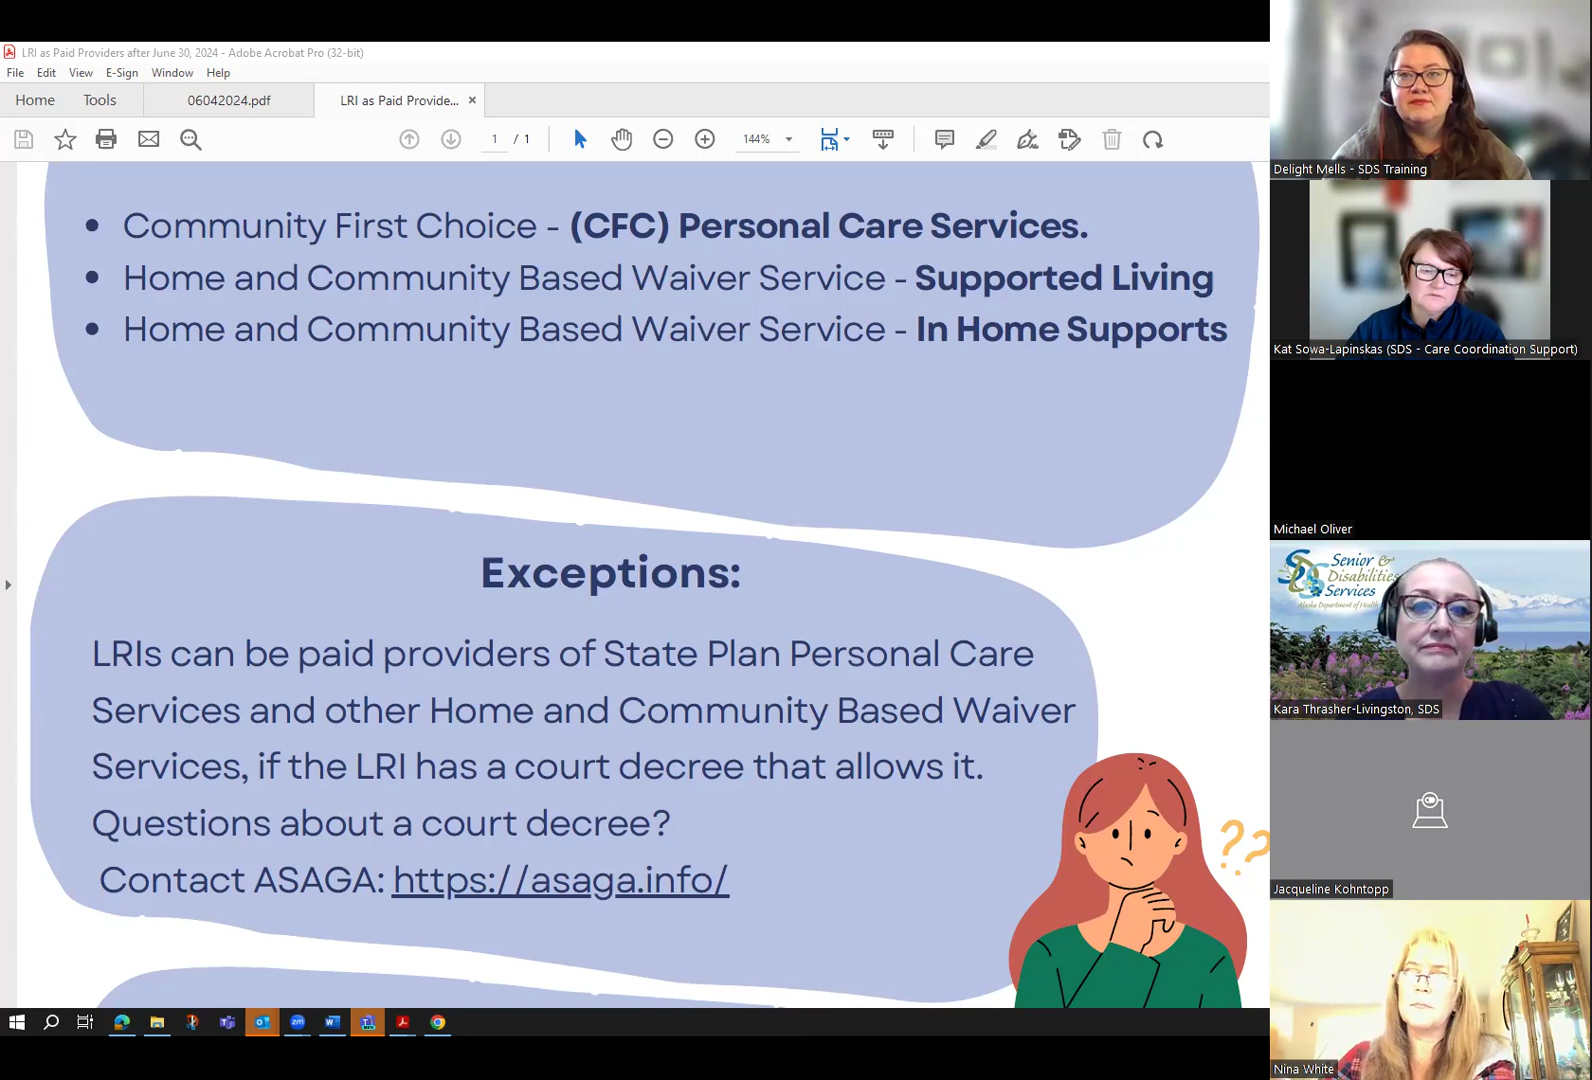 LRI as Paid Providers after June 30, 2024 - Adobe Acrobat Pro (32-bit)
File Edit View E-Sign Window Help
Home Tools 06042024.pdf LRI as Paid Provide... ×
1 / 1 144%
• Community First Choice - (CFC) Personal Care Services.
• Home and Community Based Waiver Service - Supported Living
• Home and Community Based Waiver Service - In Home Supports
Exceptions:
LRIs can be paid providers of State Plan Personal Care
Services and other Home and Community Based Waiver
Services, if the LRI has a court decree that allows it.
Questions about a court decree?
Contact ASAGA: https://asaga.info/
??
Delight Mells - SDS Training
Kat Sowa-Lapinskas (SDS - Care Coordination Support)
Michael Oliver
SDS Senior &
Disabilities
Services
Alaska Department of Health
Kara Thrasher-Livingston, SDS
Jacqueline Kohntopp
Nina White